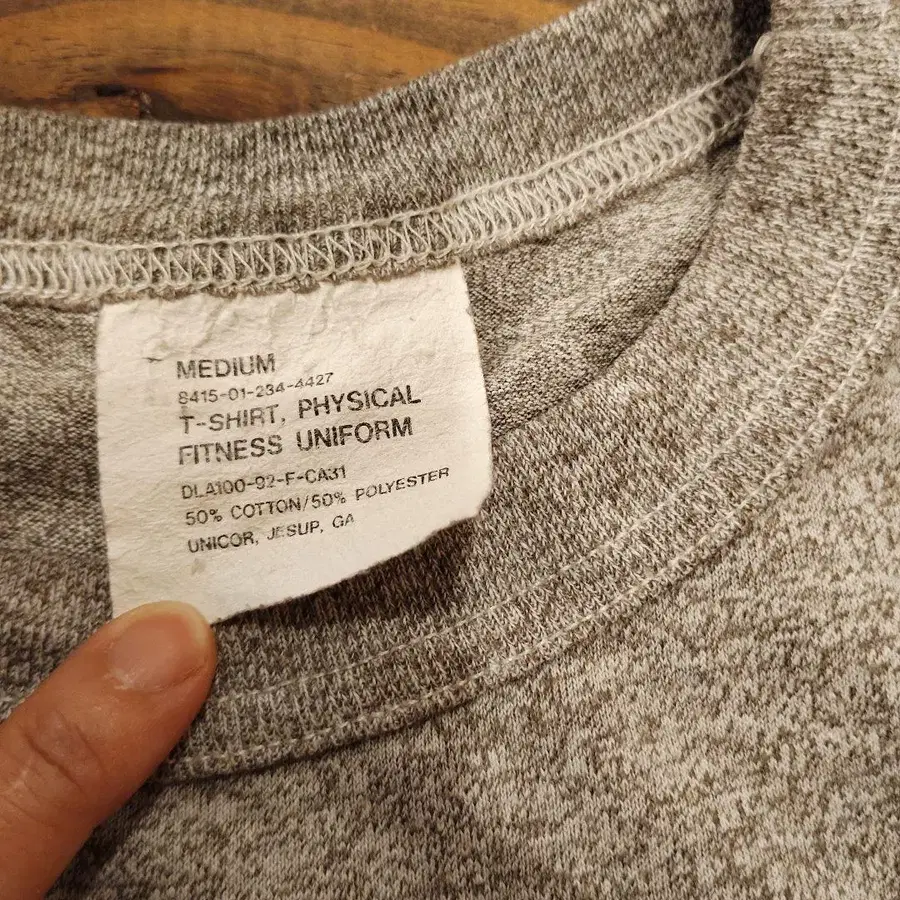 MEDIUM
8415-01-234-4427
T-SHIRT, PHYSICAL
FITNESS UNIFORM
DLA100-92-F-CA31
50% COTTON/50% POLYESTER
UNICOR, JESUP, GA